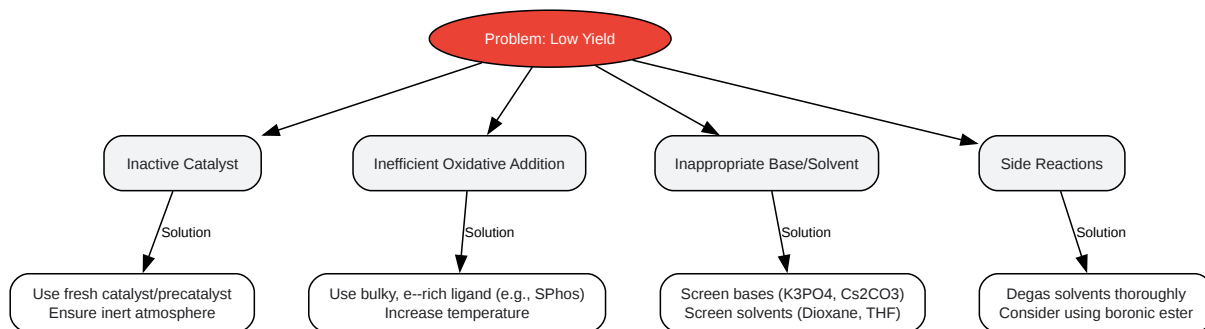 Problem: Low Yield
Inactive Catalyst
Inefficient Oxidative Addition
Inappropriate Base/Solvent
Side Reactions
Solution
Solution
Solution
Solution
Use fresh catalyst/precatalyst
Ensure inert atmosphere
Use bulky, e--rich ligand (e.g., SPhos)
Increase temperature
Screen bases (K3PO4, Cs2CO3)
Screen solvents (Dioxane, THF)
Degas solvents thoroughly
Consider using boronic ester